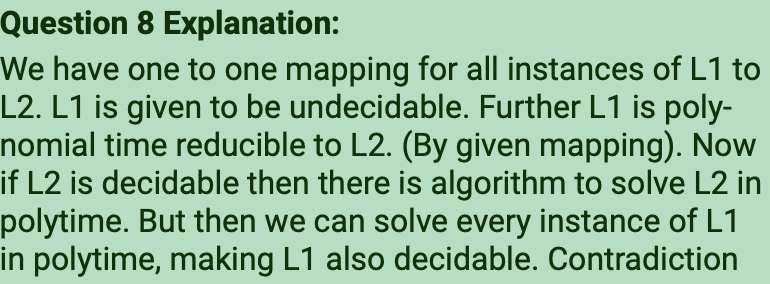 Question 8 Explanation:
We have one to one mapping for all instances of L1 to
L2. L1 is given to be undecidable. Further L1 is poly-
nomial time reducible to L2. (By given mapping). Now
if L2 is decidable then there is algorithm to solve L2 in
polytime. But then we can solve every instance of L1
in polytime, making L1 also decidable. Contradiction